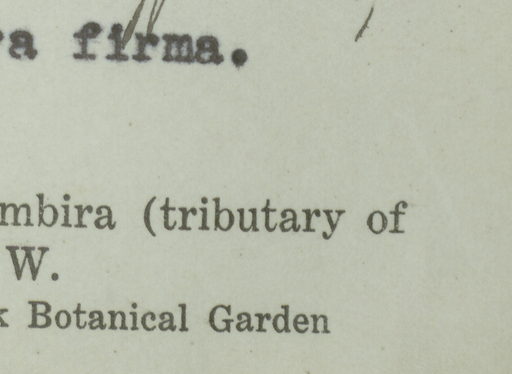 a firma.
mbira (tributary of
W.
k Botanical Garden